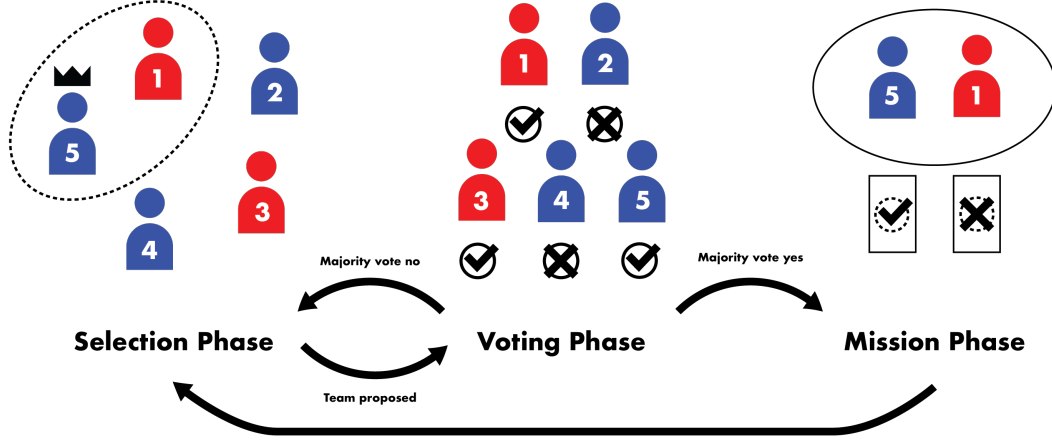 1
2
5
3
4
1
2
3
4
5
5
1
Majority vote no
Majority vote yes
Selection Phase
Voting Phase
Mission Phase
Team proposed